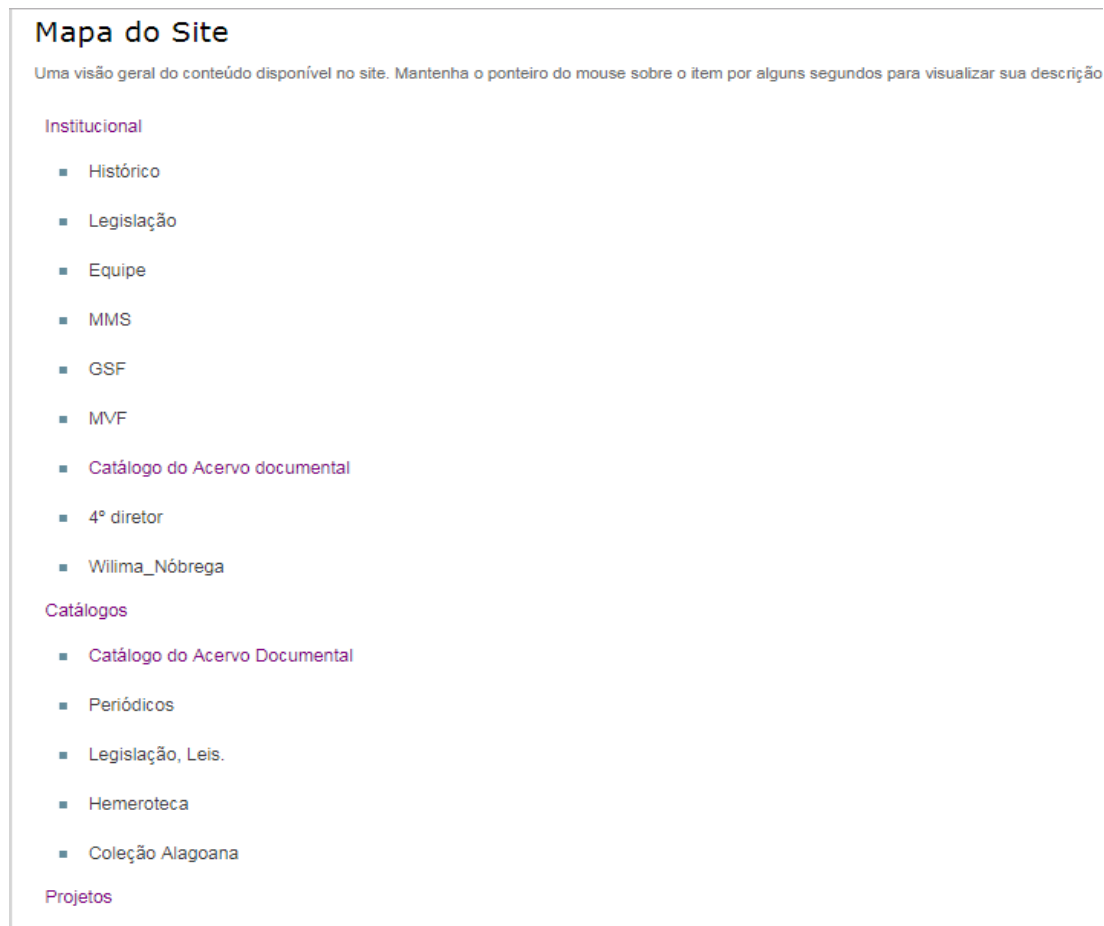 Mapa do Site
Uma visão geral do conteúdo disponível no site. Mantenha o ponteiro do mouse sobre o item por alguns segundos para visualizar sua descrição
Institucional
Histórico
Legislação
Equipe
MMS
GSF
MVF
Catálogo do Acervo documental
4º diretor
Wilima_Nóbrega
Catálogos
Catálogo do Acervo Documental
Periódicos
Legislação, Leis.
Hemeroteca
Coleção Alagoana
Projetos